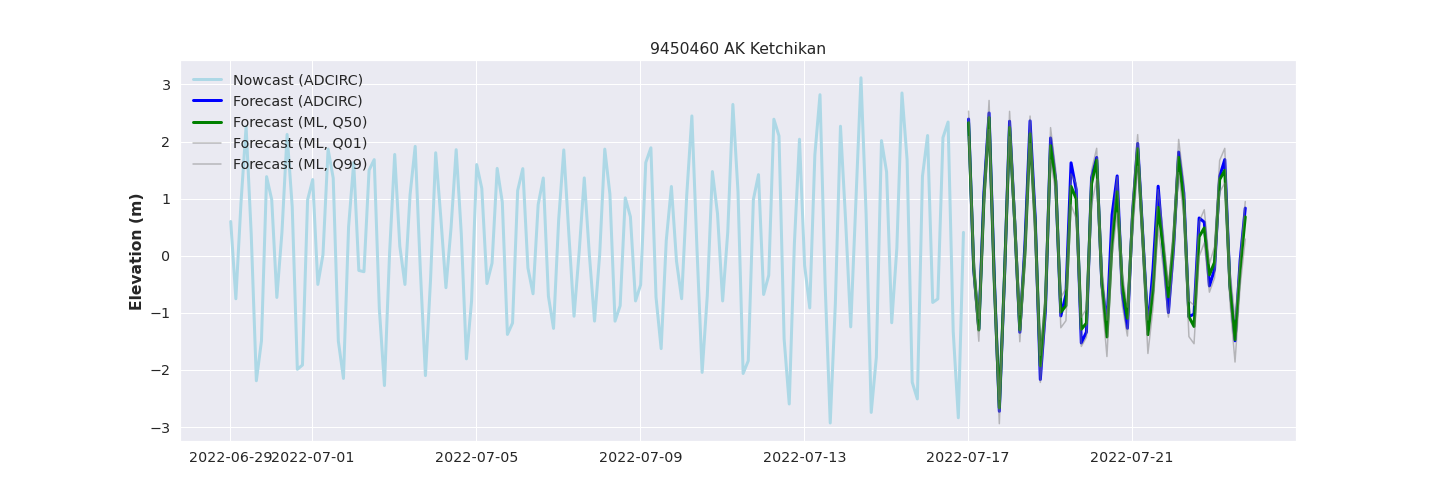 9450460 AK Ketchikan
Nowcast (ADCIRC)
Forecast (ADCIRC)
Forecast (ML, Q50)
Forecast (ML, Q01)
Forecast (ML, Q99)
Elevation (m)
3
2
1
0
−1
−2
−3
2022-06-29
2022-07-01
2022-07-05
2022-07-09
2022-07-13
2022-07-17
2022-07-21